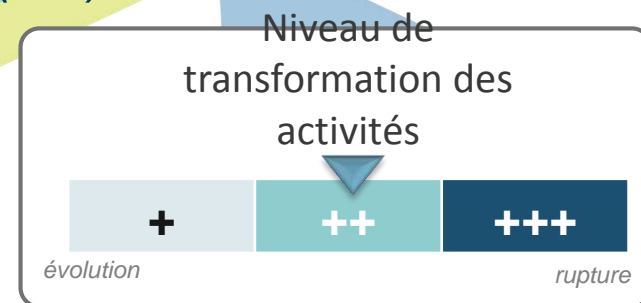 Niveau de
transformation des
activités
+ ++ +++
évolution rupture